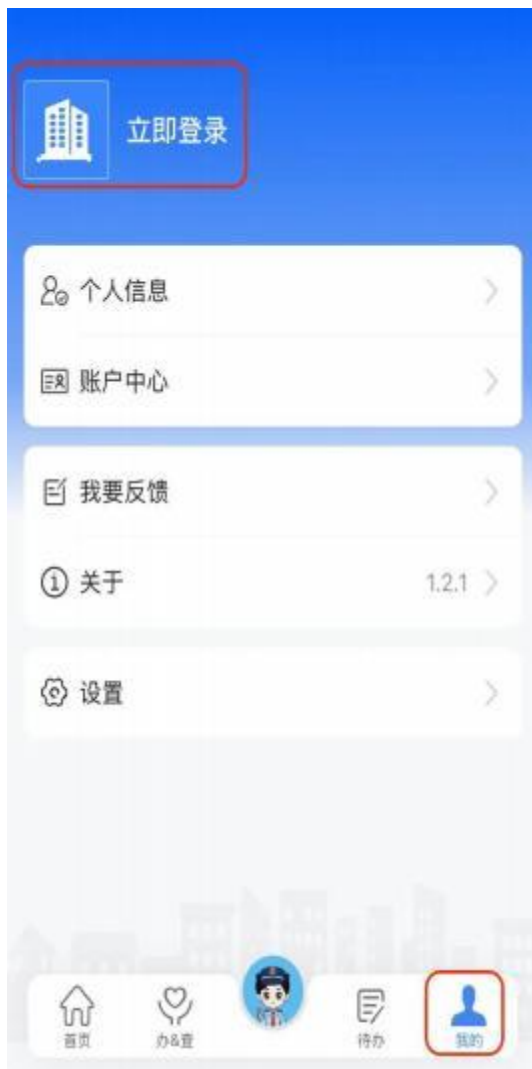 立即登录
个人信息
账户中心
我要反馈
关于 1.2.1
设置
首页 办&查 待办 我的